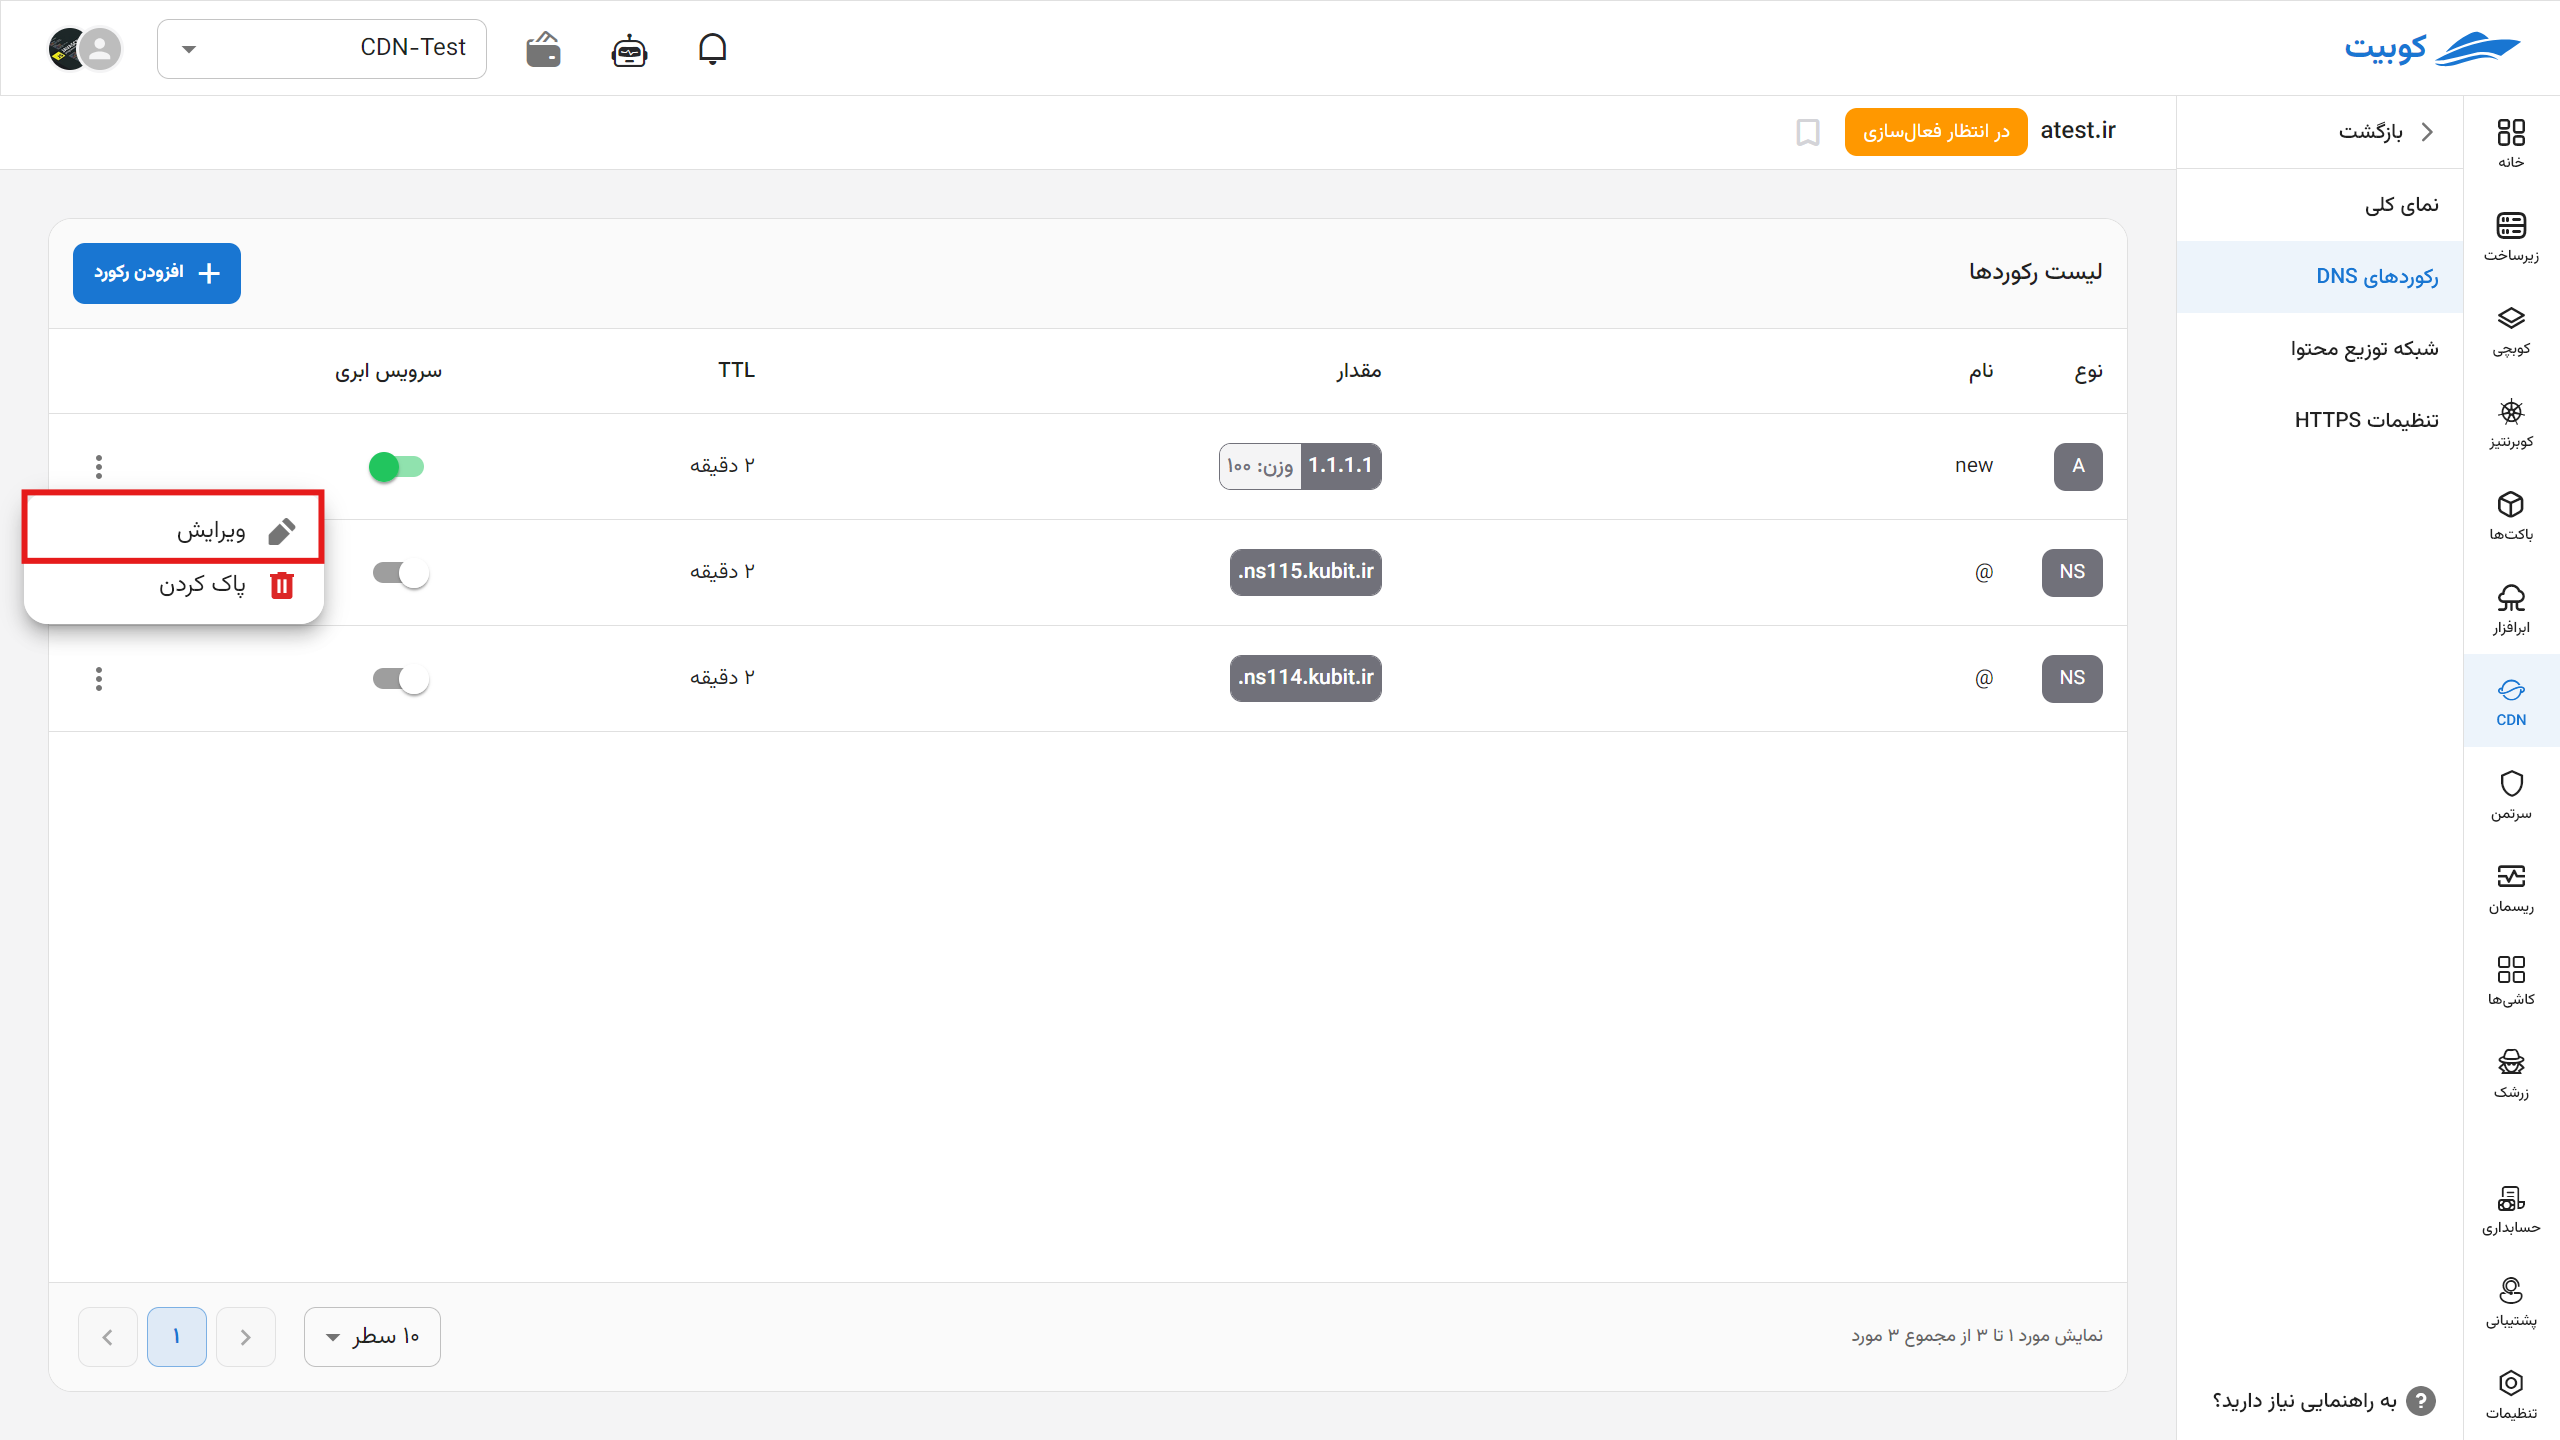 کوبیت
CDN-Test
خانه
زیرساخت
کوبچی
کوبرنتیز
باکت‌ها
ابرافزار
CDN
سرتمن
ریسمان
کاشی‌ها
زرشک
حسابداری
پشتیبانی
تنظیمات
بازگشت
نمای کلی
رکوردهای DNS
شبکه توزیع محتوا
تنظیمات HTTPS
به راهنمایی نیاز دارید؟
atest.ir در انتظار فعال‌سازی
لیست رکوردها
افزودن رکورد
نوع نام مقدار TTL سرویس ابری
A new 1.1.1.1 وزن: ۱۰۰ ۲ دقیقه
ویرایش
NS @ ns115.kubit.ir. ۲ دقیقه
پاک کردن
NS @ ns114.kubit.ir. ۲ دقیقه
نمایش مورد ۱ تا ۳ از مجموع ۳ مورد
۱۰ سطر
۱